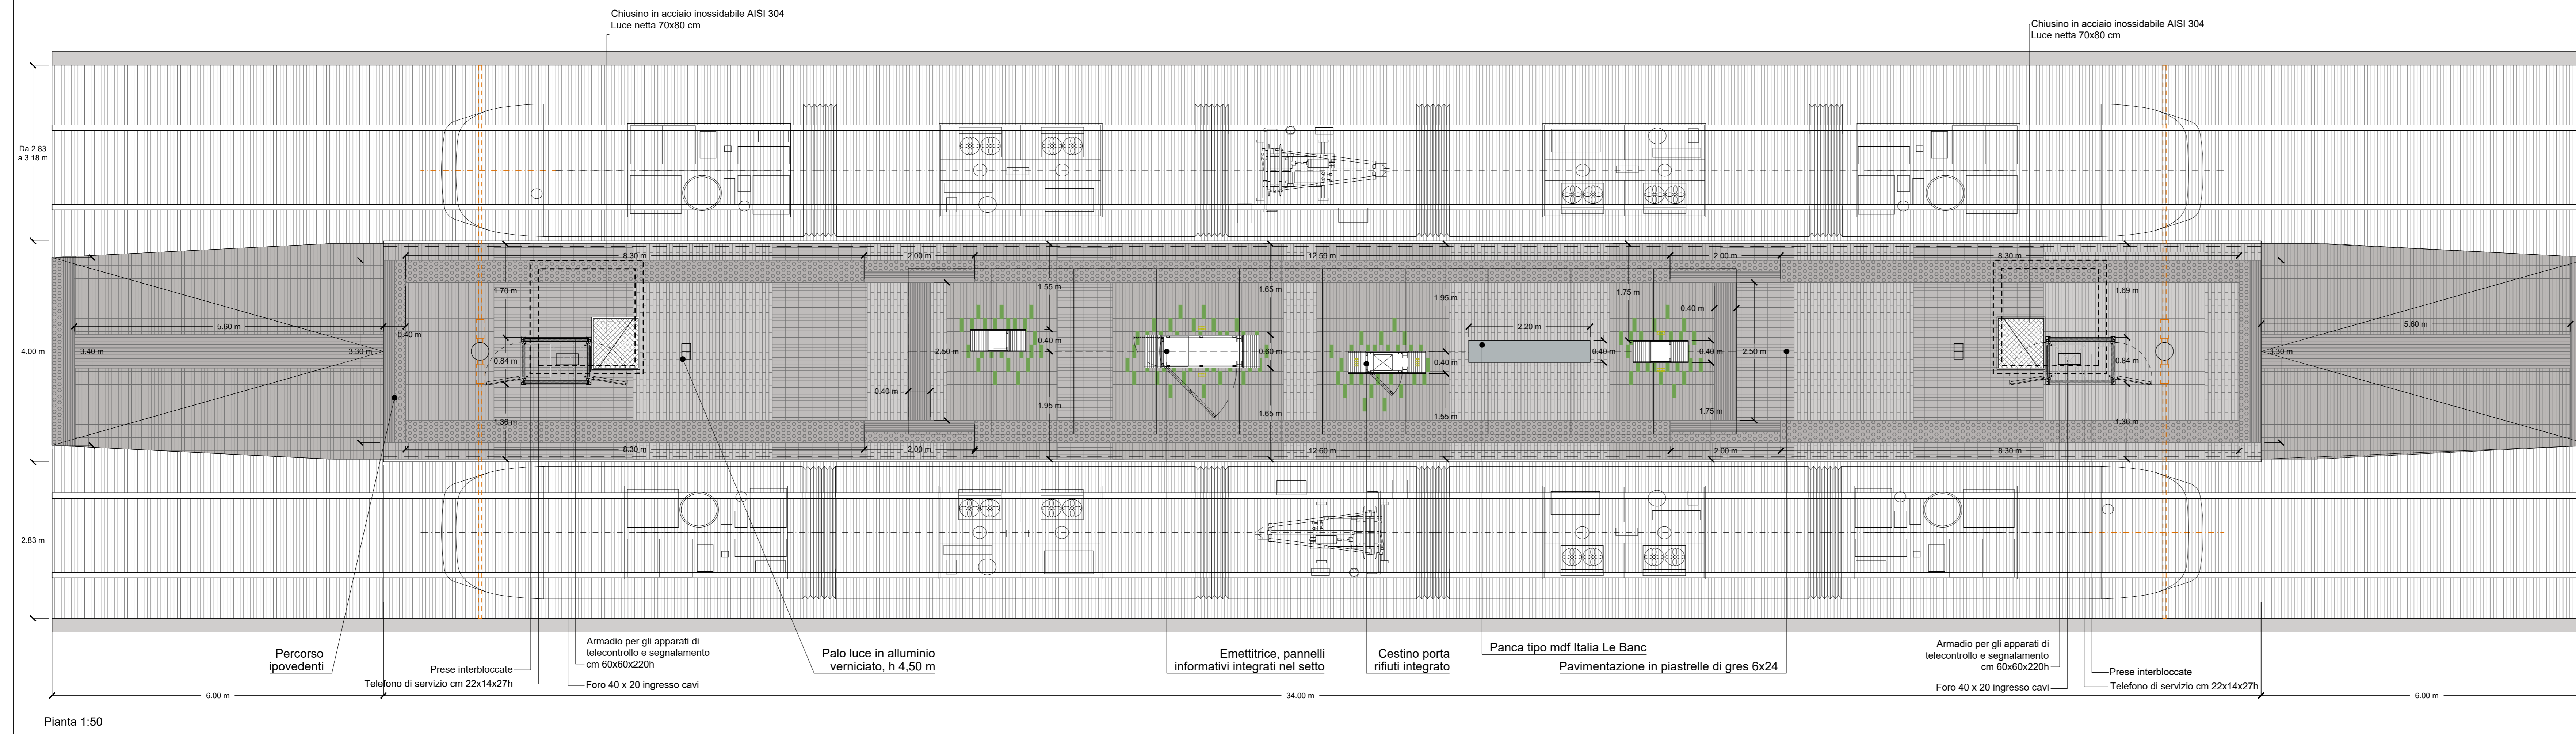 Chiusino in acciaio inossidabile AISI 304
Luce netta 70x80 cm
Chiusino in acciaio inossidabile AISI 304
Luce netta 70x80 cm
Da 2.83
a 3.18 m
8.30 m
2.00 m
12.59 m
2.00 m
8.30 m
1.70 m
1.55 m
1.65 m
1.95 m
1.75 m
0.40 m
1.69 m
5.60 m
0.40 m
2.20 m
5.60 m
4.00 m
3.40 m
3.30 m
0.84 m
2.50 m
0.40 m
0.80 m
0.40 m
0.40 m
0.40 m
2.50 m
0.84 m
3.30 m
0.40 m
1.36 m
1.95 m
1.65 m
1.55 m
1.75 m
1.36 m
8.30 m
2.00 m
12.60 m
2.00 m
8.30 m
2.83 m
Percorso
ipovedenti
Armadio per gli apparati di
telecontrollo e segnalamento
cm 60x60x220h
Prese interbloccate
Telefono di servizio cm 22x14x27h
Foro 40 x 20 ingresso cavi
Palo luce in alluminio
verniciato, h 4,50 m
Emettitrice, pannelli
informativi integrati nel setto
Cestino porta
rifiuti integrato
Panca tipo mdf Italia Le Banc
Pavimentazione in piastrelle di gres 6x24
Armadio per gli apparati di
telecontrollo e segnalamento
cm 60x60x220h
Prese interbloccate
Foro 40 x 20 ingresso cavi
Telefono di servizio cm 22x14x27h
6.00 m
34.00 m
6.00 m
Pianta 1:50